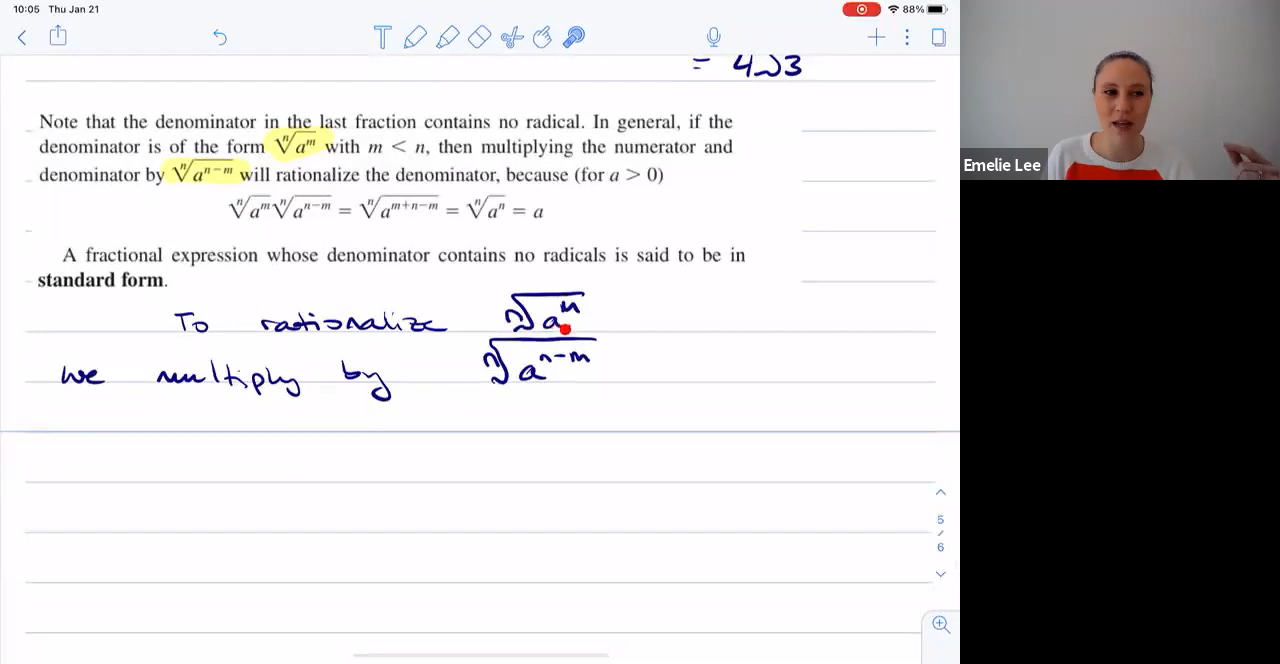 10:05 Thu Jan 21
88%
= 4√3
Note that the denominator in the last fraction contains no radical. In general, if the
denominator is of the form ⁿ√aᵐ with m < n, then multiplying the numerator and
denominator by ⁿ√aⁿ⁻ᵐ will rationalize the denominator, because (for a > 0)
ⁿ√aᵐ ⁿ√aⁿ⁻ᵐ = ⁿ√aᵐ⁺ⁿ⁻ᵐ = ⁿ√aⁿ = a
A fractional expression whose denominator contains no radicals is said to be in
standard form.
To rationalize ⁿ√aᵐ
we multiply by ⁿ√aⁿ⁻ᵐ
5
/
6
Emelie Lee